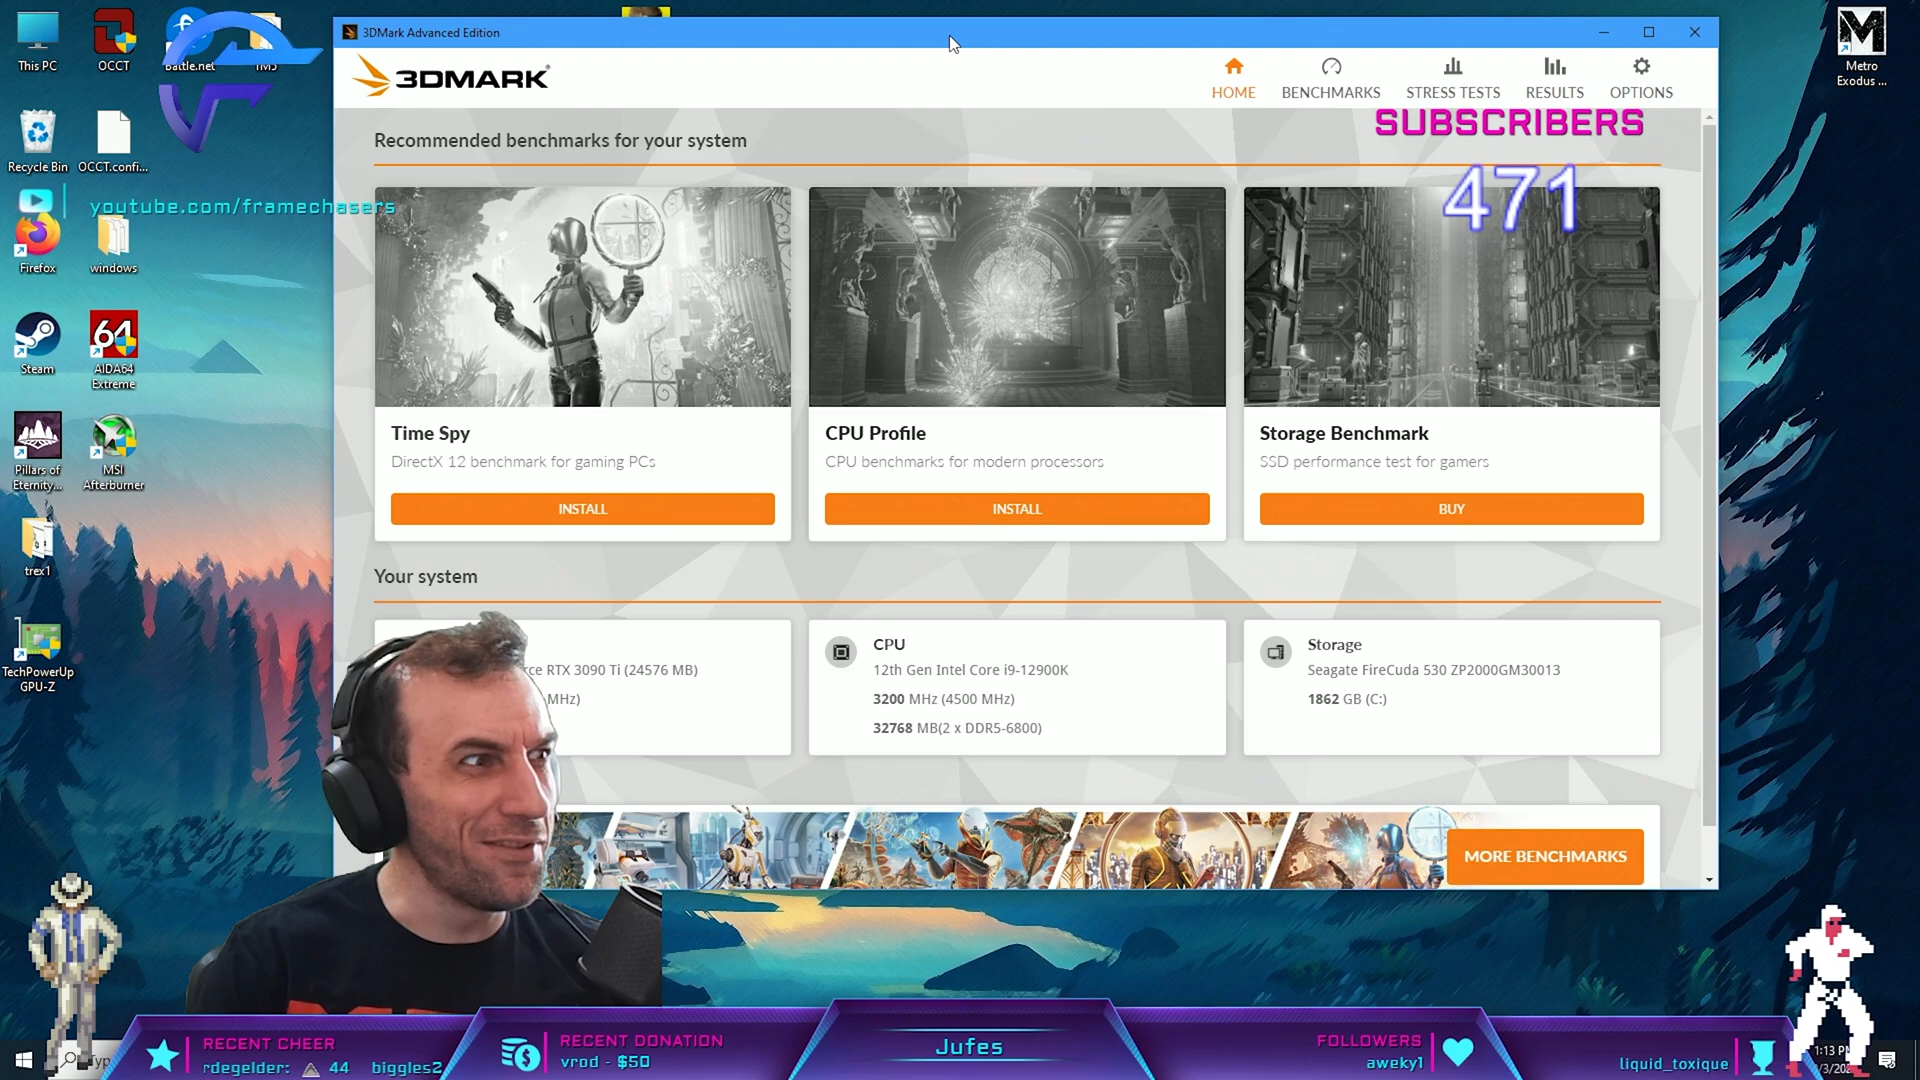 This PC
OCCT
Battle.net
TM5
3DMark Advanced Edition
Metro
Exodus ...
3DMARK
HOME
BENCHMARKS
STRESS TESTS
RESULTS
OPTIONS
SUBSCRIBERS
471
Recommended benchmarks for your system
Recycle Bin
OCCT.confi...
youtube.com/framechasers
Firefox
windows
Steam
64
AIDA64
Extreme
Time Spy
DirectX 12 benchmark for gaming PCs
INSTALL
CPU Profile
CPU benchmarks for modern processors
INSTALL
Storage Benchmark
SSD performance test for gamers
BUY
Pillars of
Eternity...
MSI
Afterburner
trex1
TechPowerUp
GPU-Z
Your system
rce RTX 3090 Ti (24576 MB)
MHz)
CPU
12th Gen Intel Core i9-12900K
3200 MHz (4500 MHz)
32768 MB(2 x DDR5-6800)
Storage
Seagate FireCuda 530 ZP2000GM30013
1862 GB (C:)
MORE BENCHMARKS
RECENT CHEER
rdegelder: 44 biggles2
RECENT DONATION
vrod - $50
Jufes
FOLLOWERS
aweky1
liquid_toxique
1:13 PM